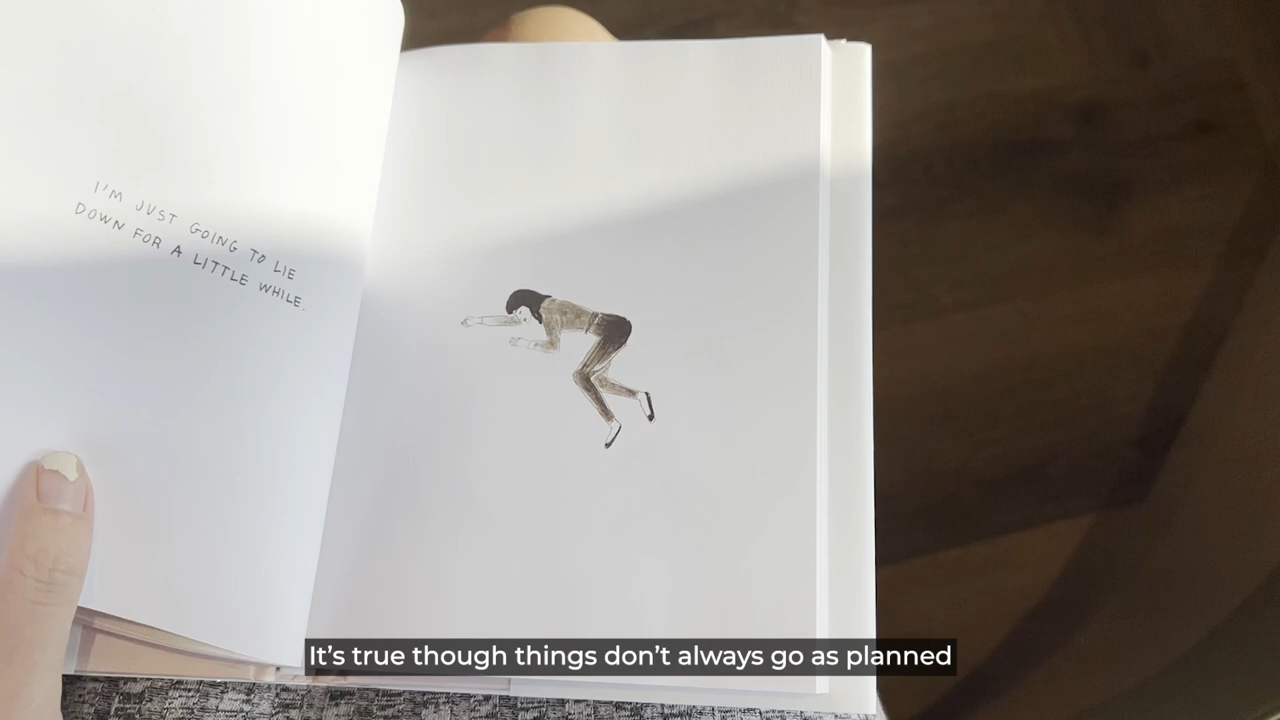 I'M JUST GOING TO LIE
DOWN FOR A LITTLE WHILE.
It's true though things don't always go as planned